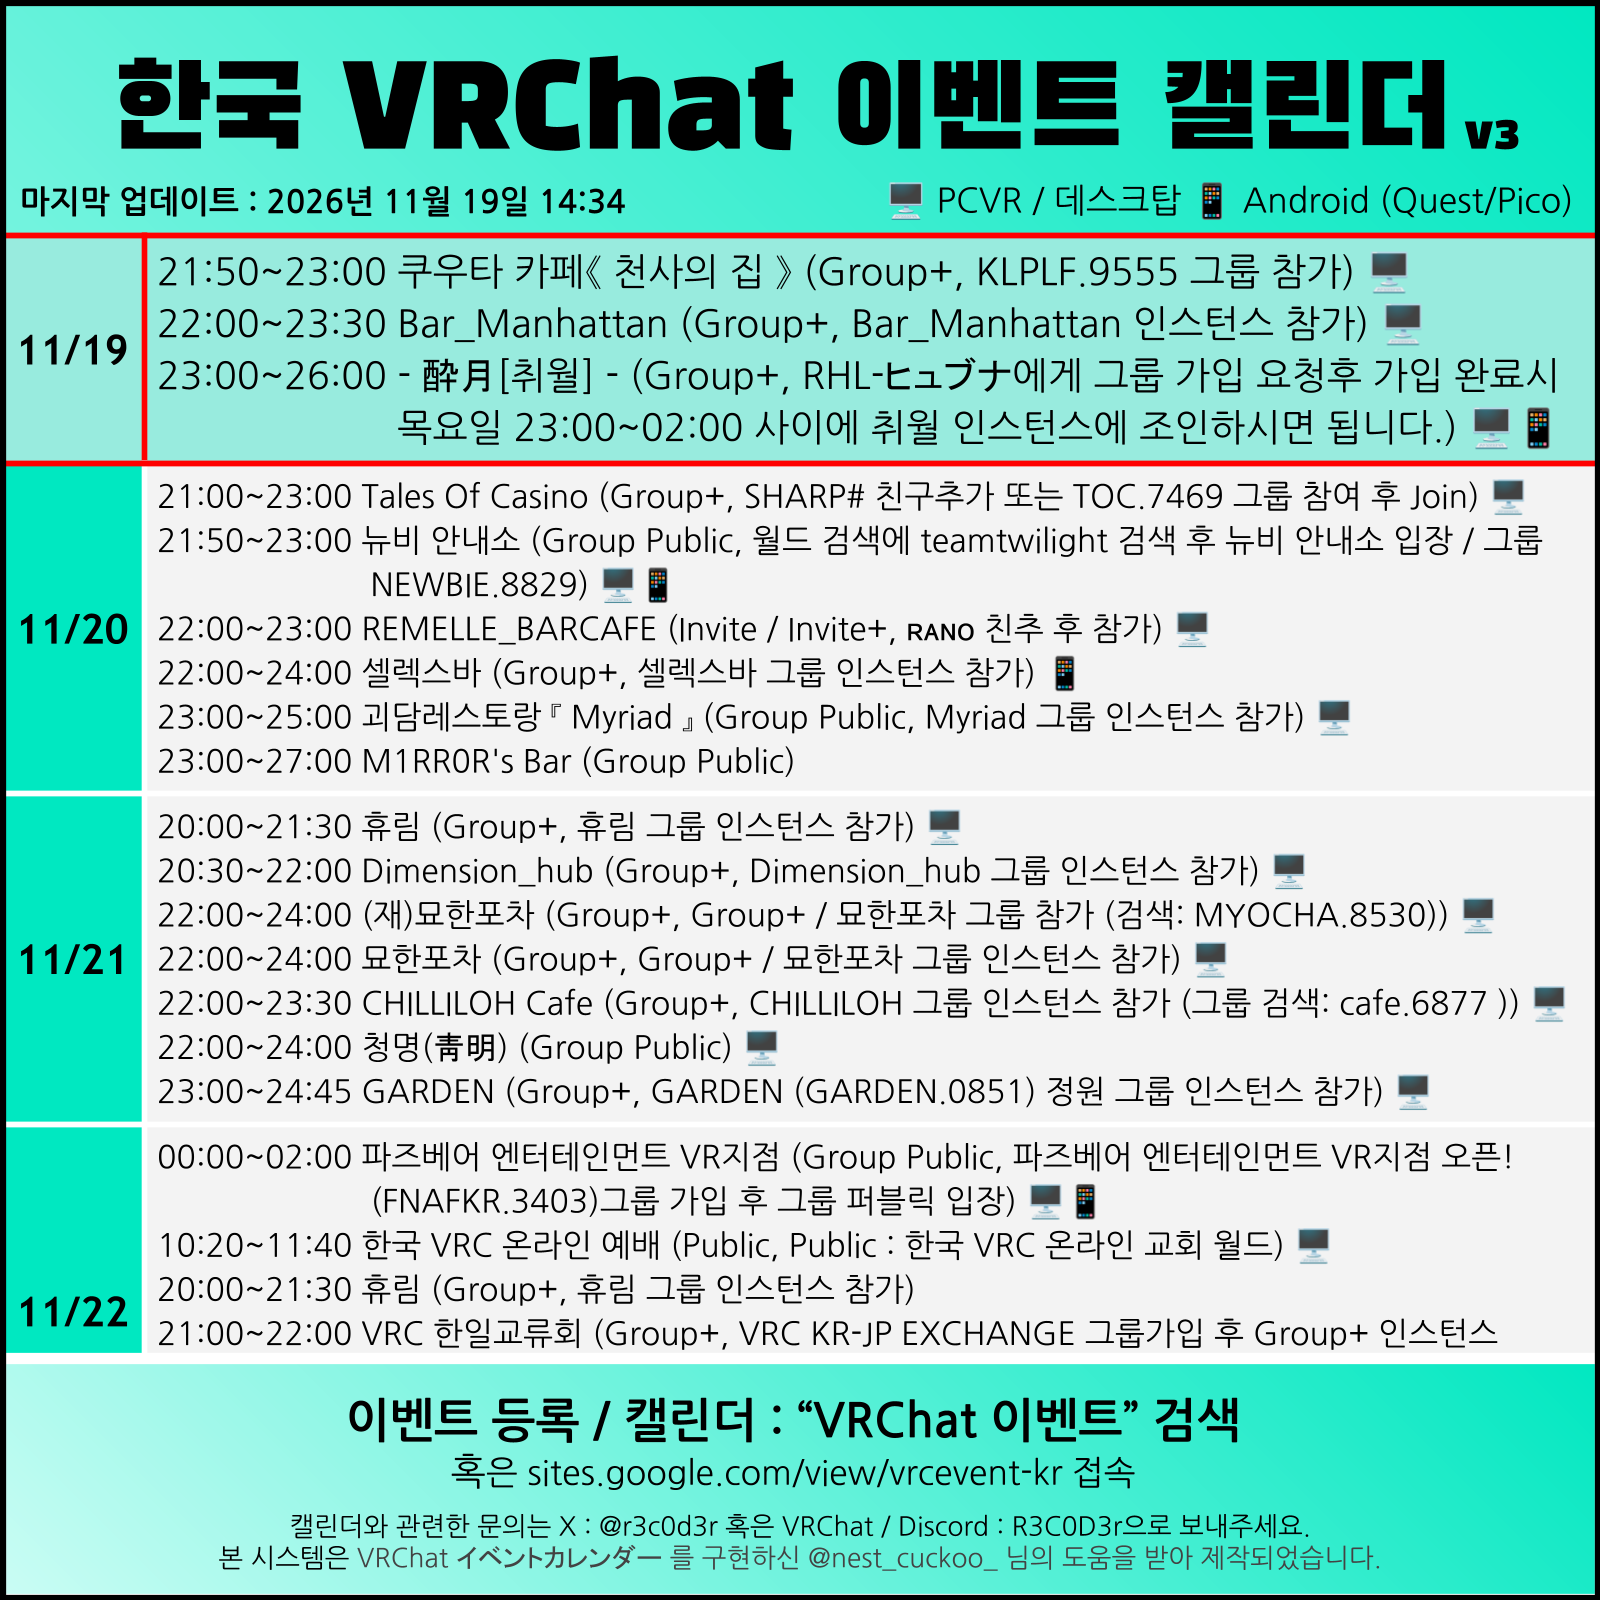 한국 VRChat 이벤트 캘린더 v3
마지막 업데이트 : 2026년 11월 19일 14:34
🖥️ PCVR / 데스크탑 📱 Android (Quest/Pico)
11/19
21:50~23:00 쿠우타 카페《 천사의 집 》 (Group+, KLPLF.9555 그룹 참가) 🖥️
22:00~23:30 Bar_Manhattan (Group+, Bar_Manhattan 인스턴스 참가) 🖥️
23:00~26:00 - 酔月[취월] - (Group+, RHL-ヒュブナ에게 그룹 가입 요청후 가입 완료시
목요일 23:00~02:00 사이에 취월 인스턴스에 조인하시면 됩니다.) 🖥️📱
11/20
21:00~23:00 Tales Of Casino (Group+, SHARP# 친구추가 또는 TOC.7469 그룹 참여 후 Join) 🖥️
21:50~23:00 뉴비 안내소 (Group Public, 월드 검색에 teamtwilight 검색 후 뉴비 안내소 입장 / 그룹
NEWBIE.8829) 🖥️📱
22:00~23:00 REMELLE_BARCAFE (Invite / Invite+, ʀᴀɴᴏ 친추 후 참가) 🖥️
22:00~24:00 셀렉스바 (Group+, 셀렉스바 그룹 인스턴스 참가) 📱
23:00~25:00 괴담레스토랑『 Myriad 』(Group Public, Myriad 그룹 인스턴스 참가) 🖥️
23:00~27:00 M1RR0R's Bar (Group Public)
11/21
20:00~21:30 휴림 (Group+, 휴림 그룹 인스턴스 참가) 🖥️
20:30~22:00 Dimension_hub (Group+, Dimension_hub 그룹 인스턴스 참가) 🖥️
22:00~24:00 (재)묘한포차 (Group+, Group+ / 묘한포차 그룹 참가 (검색: MYOCHA.8530)) 🖥️
22:00~24:00 묘한포차 (Group+, Group+ / 묘한포차 그룹 인스턴스 참가) 🖥️
22:00~23:30 CHILLILOH Cafe (Group+, CHILLILOH 그룹 인스턴스 참가 (그룹 검색: cafe.6877 )) 🖥️
22:00~24:00 청명(靑明) (Group Public) 🖥️
23:00~24:45 GARDEN (Group+, GARDEN (GARDEN.0851) 정원 그룹 인스턴스 참가) 🖥️
11/22
00:00~02:00 파즈베어 엔터테인먼트 VR지점 (Group Public, 파즈베어 엔터테인먼트 VR지점 오픈!
(FNAFKR.3403)그룹 가입 후 그룹 퍼블릭 입장) 🖥️📱
10:20~11:40 한국 VRC 온라인 예배 (Public, Public : 한국 VRC 온라인 교회 월드) 🖥️
20:00~21:30 휴림 (Group+, 휴림 그룹 인스턴스 참가)
21:00~22:00 VRC 한일교류회 (Group+, VRC KR-JP EXCHANGE 그룹가입 후 Group+ 인스턴스
이벤트 등록 / 캘린더 : “VRChat 이벤트” 검색
혹은 sites.google.com/view/vrcevent-kr 접속
캘린더와 관련한 문의는 X : @r3c0d3r 혹은 VRChat / Discord : R3C0D3r으로 보내주세요.
본 시스템은 VRChat イベントカレンダー 를 구현하신 @nest_cuckoo_ 님의 도움을 받아 제작되었습니다.